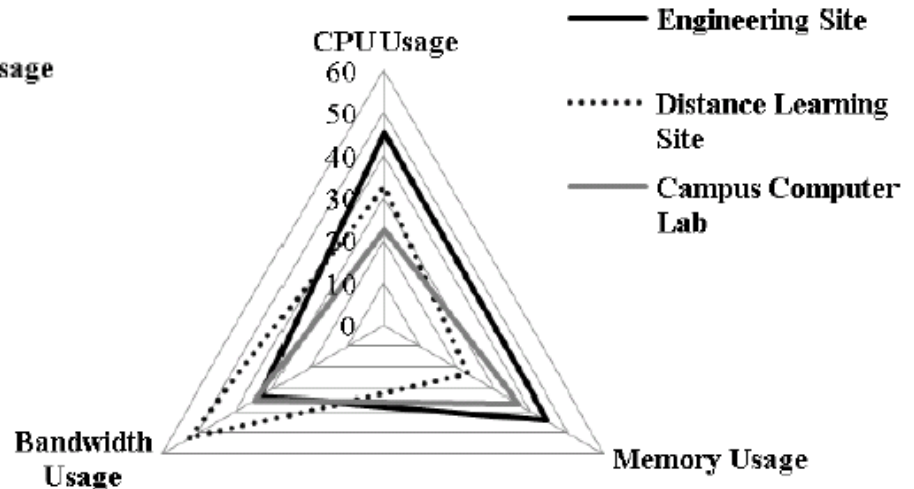 Engineering Site
CPU Usage
sage
60
50
40
30
20
10
0
Distance Learning
Site
Campus Computer
Lab
Bandwidth
Usage
Memory Usage